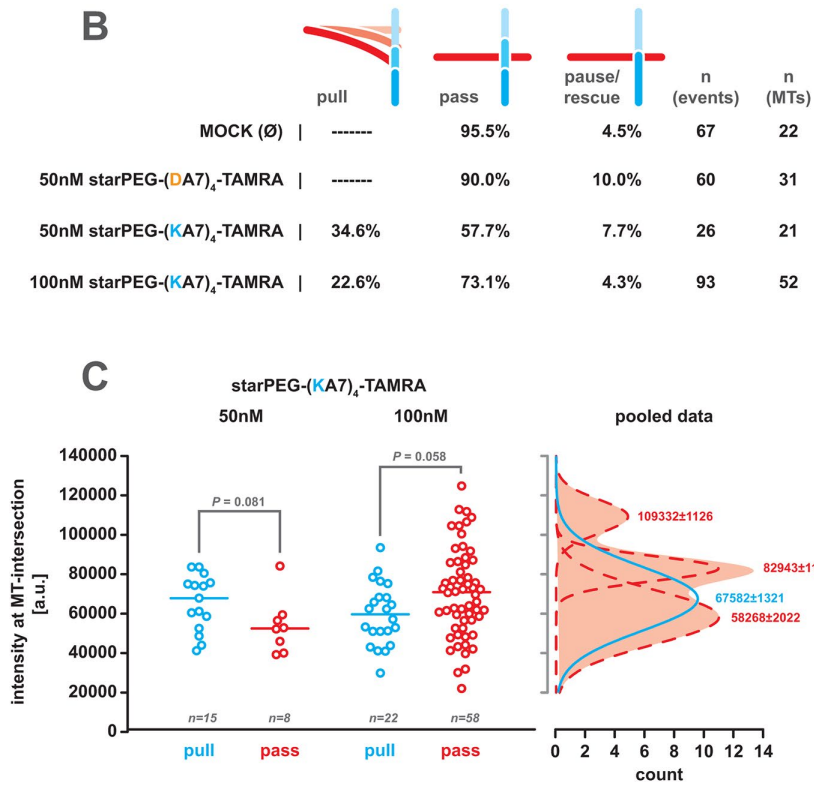 B
pull pass pause/ rescue n (events) n (MTs)
MOCK (Ø) | ------- 95.5% 4.5% 67 22
50nM starPEG-(DA7)4-TAMRA | ------- 90.0% 10.0% 60 31
50nM starPEG-(KA7)4-TAMRA | 34.6% 57.7% 7.7% 26 21
100nM starPEG-(KA7)4-TAMRA | 22.6% 73.1% 4.3% 93 52
C
starPEG-(KA7)4-TAMRA
50nM 100nM pooled data
intensity at MT-intersection
[a.u.]
140000
120000
100000
80000
60000
40000
20000
0
P = 0.081
P = 0.058
n=15 n=8 n=22 n=58
pull pass pull pass
109332±1126
82943±11
67582±1321
58268±2022
0 2 4 6 8 10 12 14
count